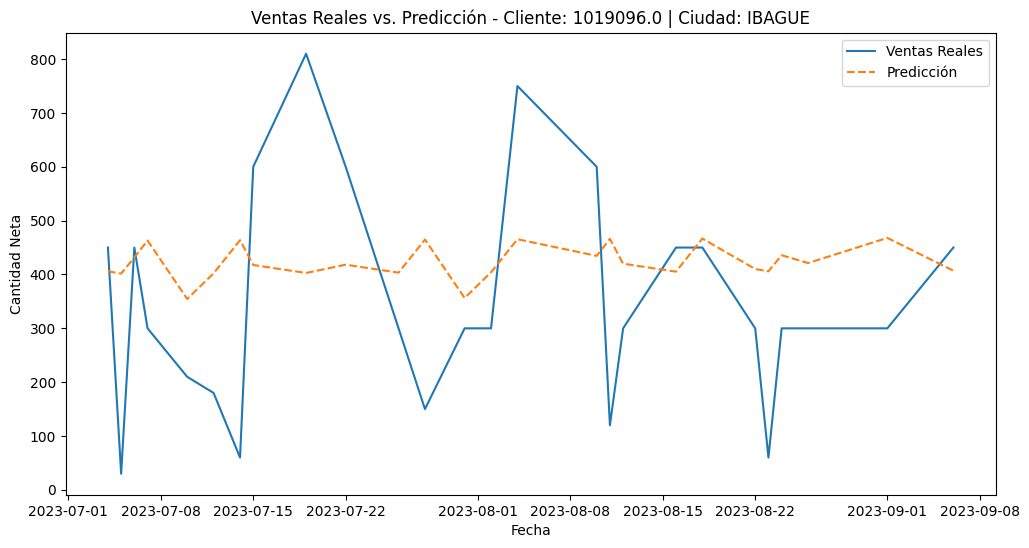 Ventas Reales vs. Predicción - Cliente: 1019096.0 | Ciudad: IBAGUE
Ventas Reales
Predicción
Cantidad Neta
800
700
600
500
400
300
200
100
0
2023-07-01 2023-07-08 2023-07-15 2023-07-22 2023-08-01 2023-08-08 2023-08-15 2023-08-22 2023-09-01 2023-09-08
Fecha